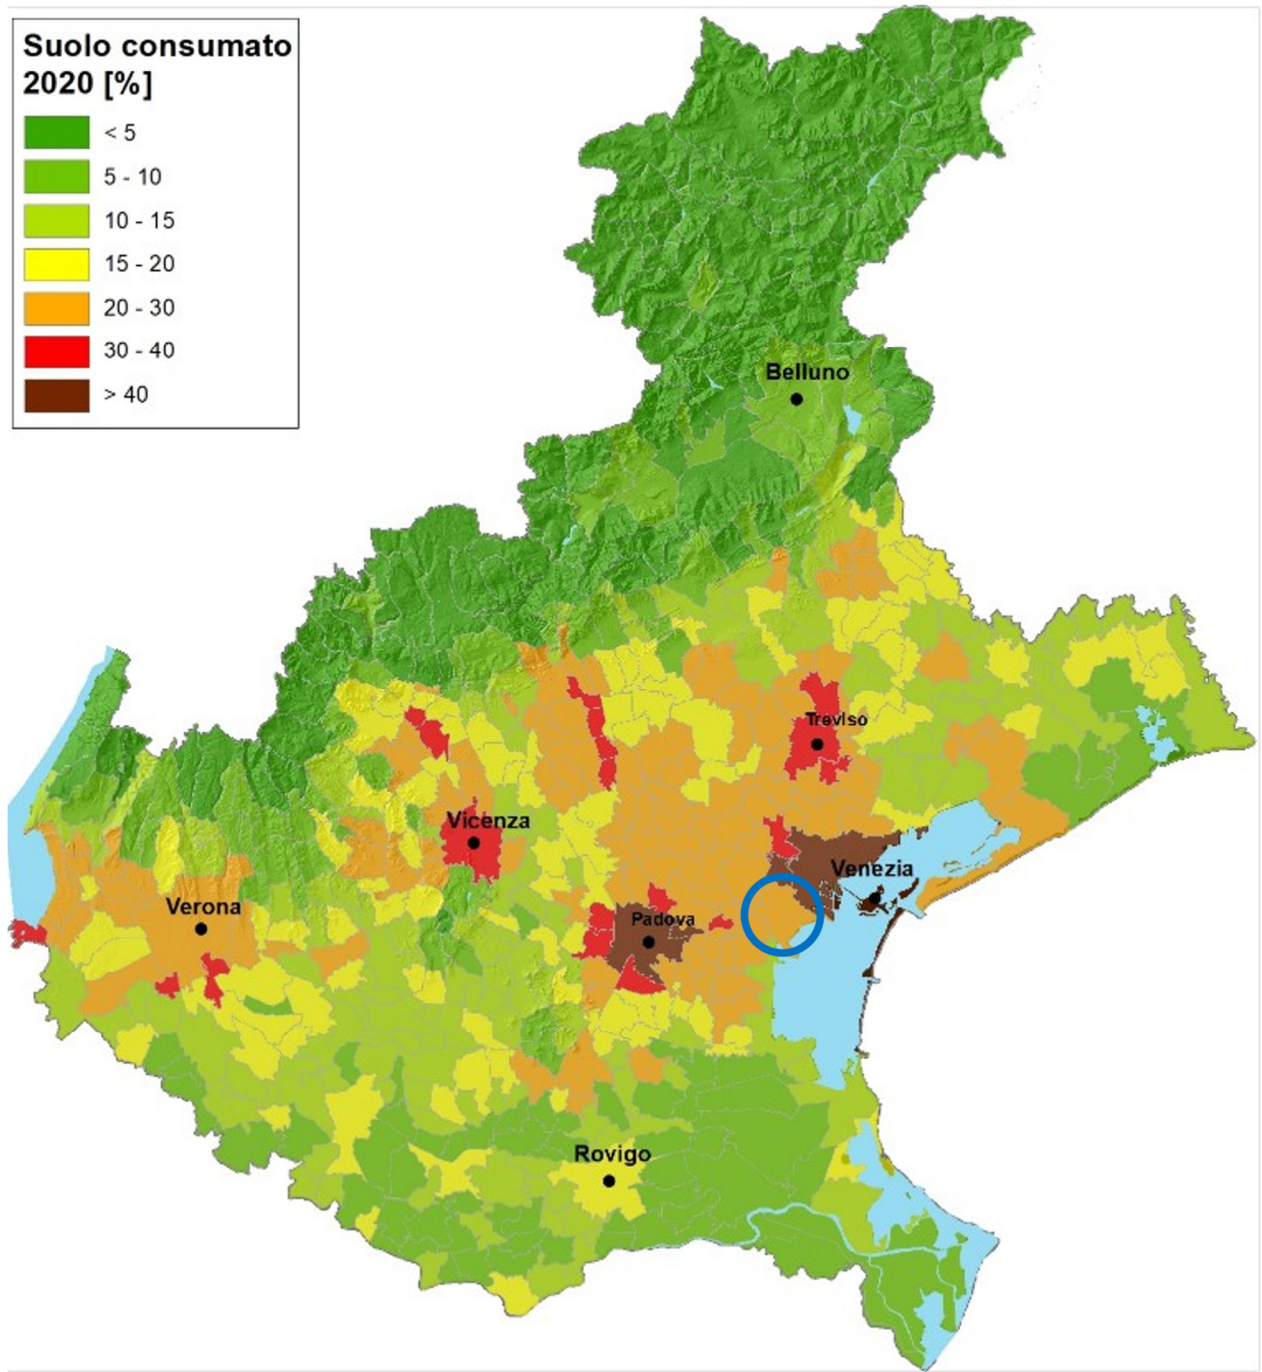 Suolo consumato
2020 [%]
< 5
5 - 10
10 - 15
15 - 20
20 - 30
30 - 40
> 40
Belluno
Treviso
Vicenza
Venezia
Verona
Padova
Rovigo